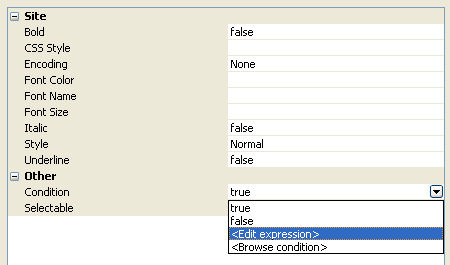 Site
Bold false
CSS Style
Encoding None
Font Color
Font Name
Font Size
Italic false
Style Normal
Underline false
Other
Condition true
Selectable true
false
<Edit expression>
<Browse condition>